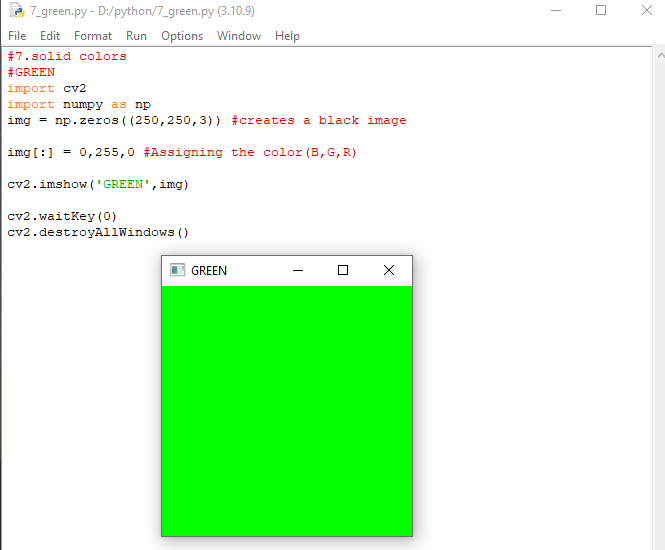 7_green.py - D:/python/7_green.py (3.10.9)
File Edit Format Run Options Window Help
#7.solid colors
#GREEN
import cv2
import numpy as np
img = np.zeros((250,250,3)) #creates a black image
img[:] = 0,255,0 #Assigning the color(B,G,R)
cv2.imshow('GREEN',img)
cv2.waitKey(0)
cv2.destroyAllWindows()
GREEN